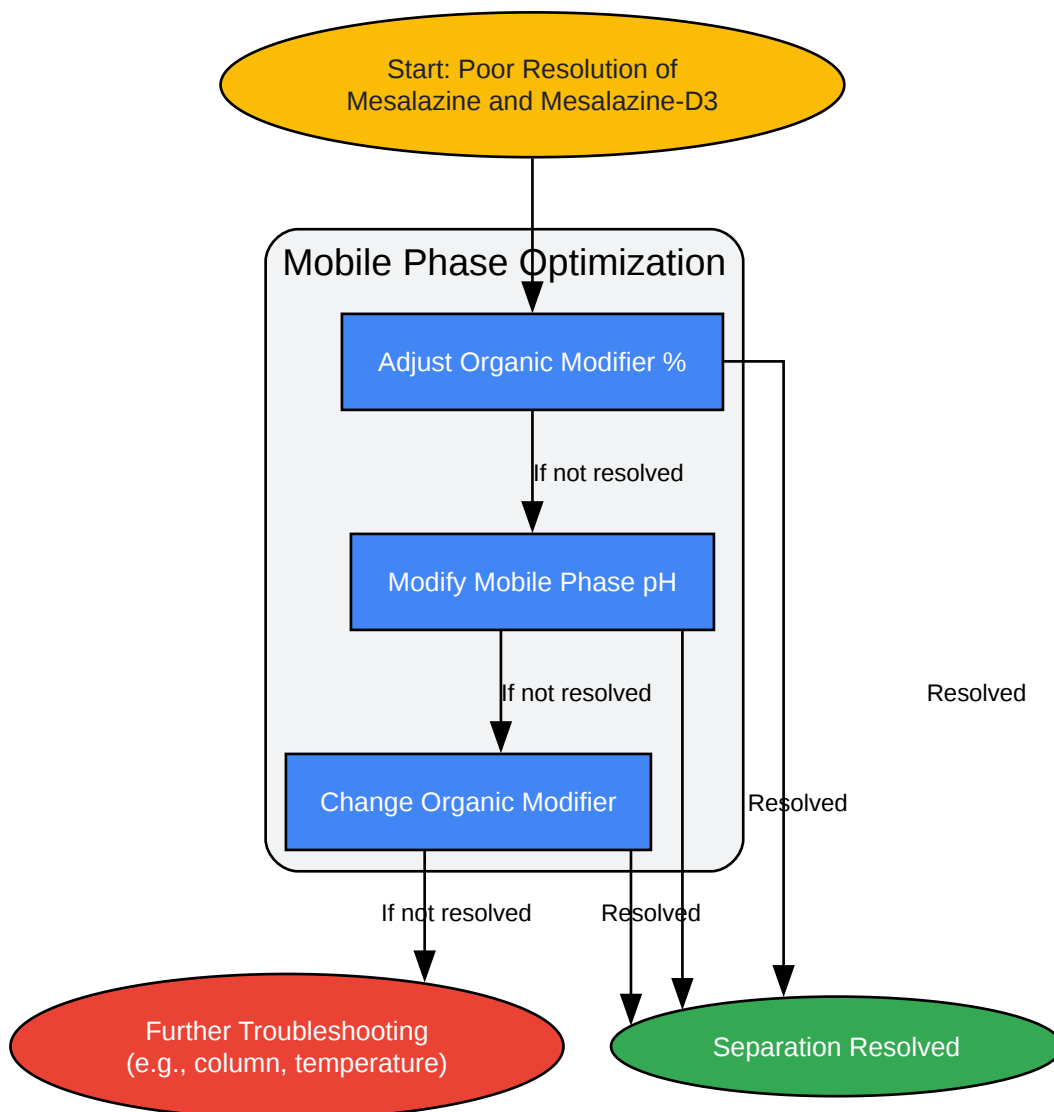 Start: Poor Resolution of
Mesalazine and Mesalazine-D3
Mobile Phase Optimization
Adjust Organic Modifier %
If not resolved
Modify Mobile Phase pH
If not resolved
Resolved
Change Organic Modifier
Resolved
If not resolved
Resolved
Further Troubleshooting
(e.g., column, temperature)
Separation Resolved